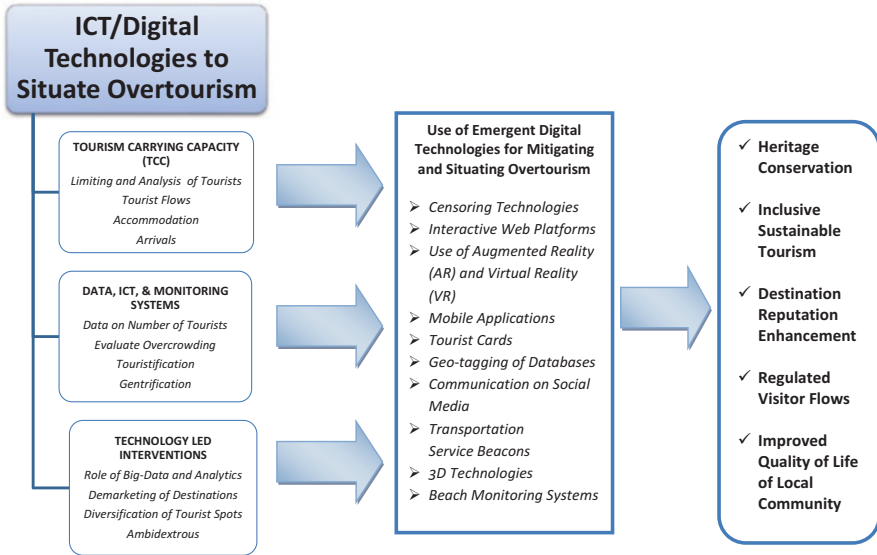 ICT/Digital
Technologies to
Situate Overtourism
TOURISM CARRYING CAPACITY
(TCC)
Limiting and Analysis of Tourists
Tourist Flows
Accommodation
Arrivals
DATA, ICT, & MONITORING
SYSTEMS
Data on Number of Tourists
Evaluate Overcrowding
Touristification
Gentrification
TECHNOLOGY LED
INTERVENTIONS
Role of Big-Data and Analytics
Demarketing of Destinations
Diversification of Tourist Spots
Ambidextrous
Use of Emergent Digital
Technologies for Mitigating
and Situating Overtourism
➢ Censoring Technologies
➢ Interactive Web Platforms
➢ Use of Augmented Reality
(AR) and Virtual Reality
(VR)
➢ Mobile Applications
➢ Tourist Cards
➢ Geo-tagging of Databases
➢ Communication on Social
Media
➢ Transportation
Service Beacons
➢ 3D Technologies
➢ Beach Monitoring Systems
✓ Heritage
Conservation
✓ Inclusive
Sustainable
Tourism
✓ Destination
Reputation
Enhancement
✓ Regulated
Visitor Flows
✓ Improved
Quality of Life
of Local
Community